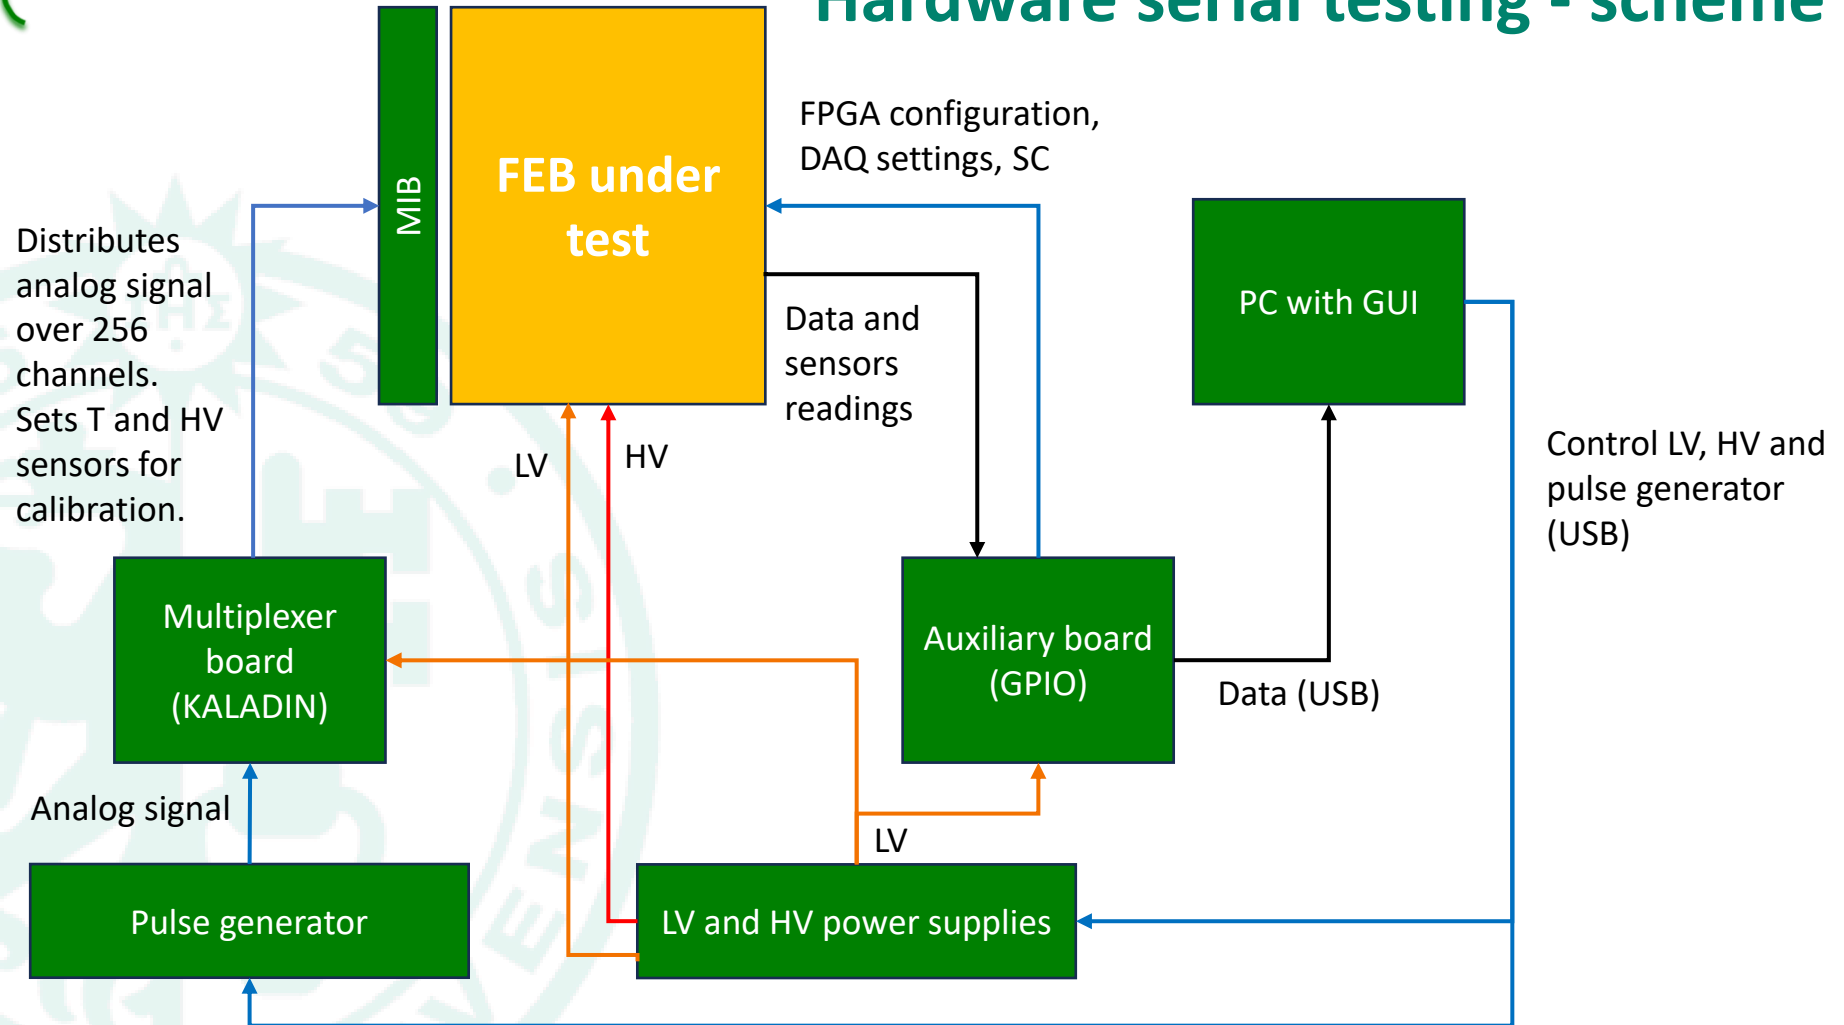 Hardware serial testing - scheme
MIB
FEB under
test
FPGA configuration,
DAQ settings, SC
PC with GUI
Distributes
analog signal
over 256
channels.
Sets T and HV
sensors for
calibration.
Data and
sensors
readings
LV
HV
Control LV, HV and
pulse generator
(USB)
Multiplexer
board
(KALADIN)
Auxiliary board
(GPIO)
Data (USB)
Analog signal
LV
Pulse generator
LV and HV power supplies